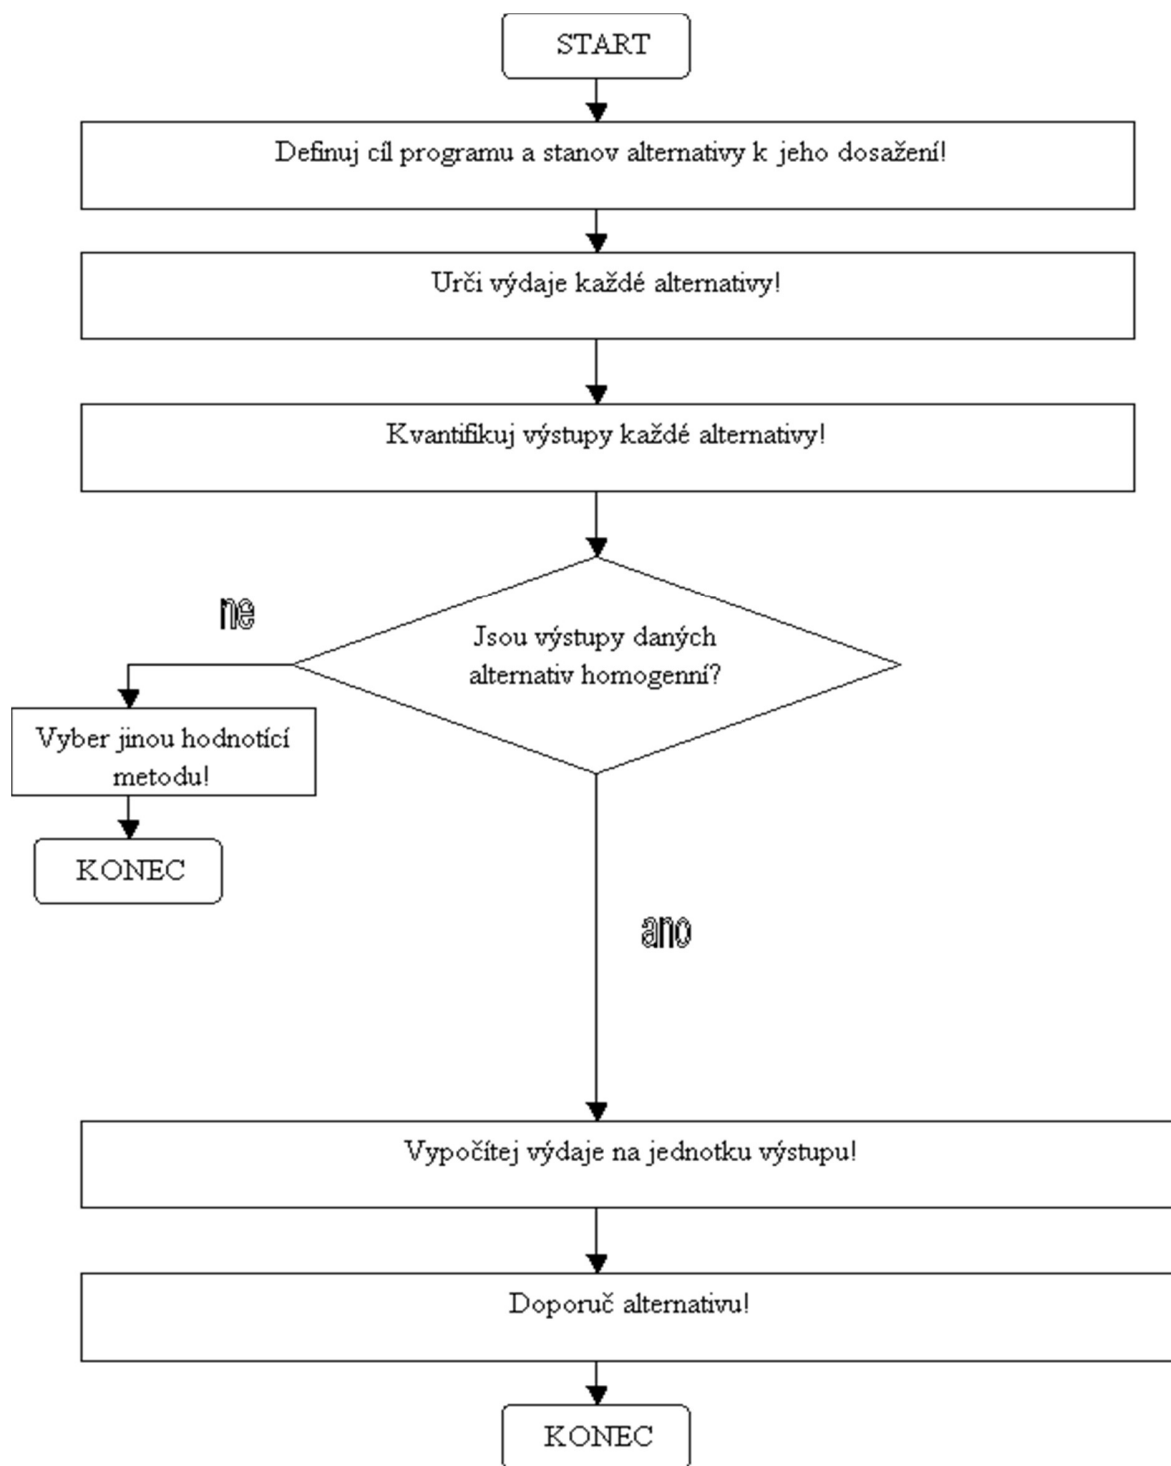 START
Definuj cíl programu a stanov alternativy k jeho dosažení!
Urči výdaje každé alternativy!
Kvantifikuj výstupy každé alternativy!
ne
Jsou výstupy daných
alternativ homogenní?
Vyber jinou hodnotící
metodu!
KONEC
ano
Vypočítej výdaje na jednotku výstupu!
Doporuč alternativu!
KONEC